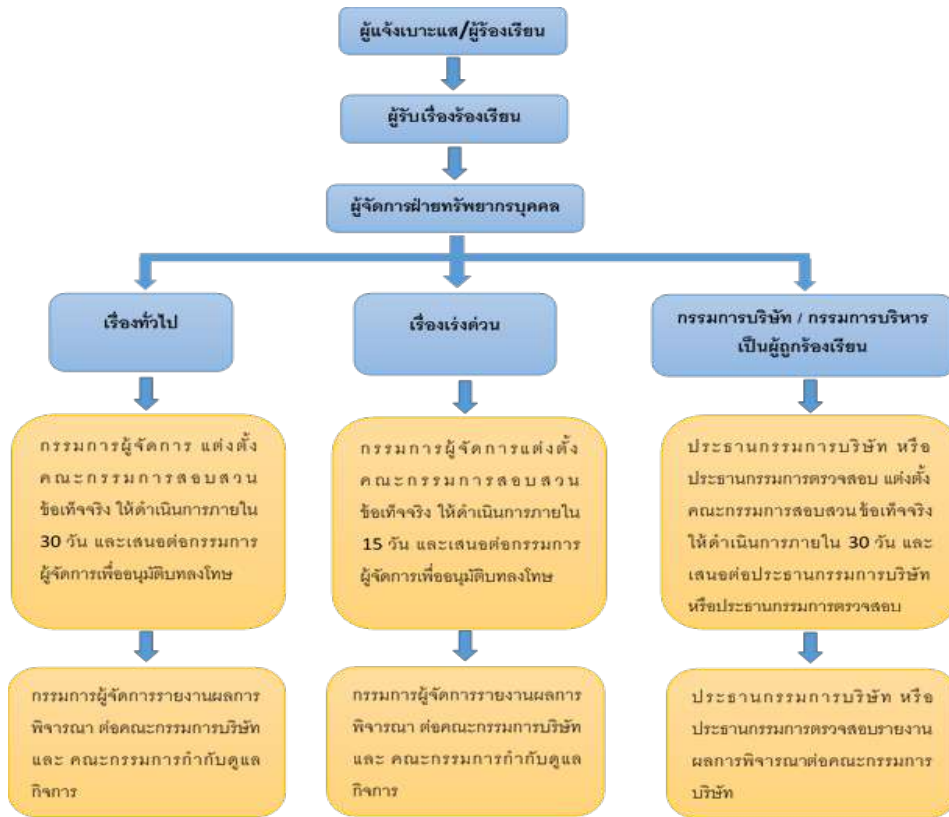 ผู้แจ้งเบาะแส/ผู้ร้องเรียน
ผู้รับเรื่องร้องเรียน
ผู้จัดการฝ่ายทรัพยากรบุคคล
เรื่องทั่วไป
เรื่องเร่งด่วน
กรรมการบริษัท / กรรมการบริหาร
เป็นผู้ถูกร้องเรียน
กรรมการผู้จัดการ แต่งตั้ง
คณะกรรมการสอบสวน
ข้อเท็จจริง ให้ดำเนินการภายใน
30 วัน และเสนอต่อกรรมการ
ผู้จัดการเพื่ออนุมัติบทลงโทษ
กรรมการผู้จัดการแต่งตั้ง
คณะกรรมการสอบสวน
ข้อเท็จจริง ให้ดำเนินการภายใน
15 วัน และเสนอต่อกรรมการ
ผู้จัดการเพื่ออนุมัติบทลงโทษ
ประธานกรรมการบริษัท หรือ
ประธานกรรมการตรวจสอบ แต่งตั้ง
คณะกรรมการสอบสวนข้อเท็จจริง
ให้ดำเนินการภายใน 30 วัน และ
เสนอต่อประธานกรรมการบริษัท
หรือประธานกรรมการตรวจสอบ
กรรมการผู้จัดการรายงานผลการ
พิจารณา ต่อคณะกรรมการบริษัท
และ คณะกรรมการกำกับดูแล
กิจการ
กรรมการผู้จัดการรายงานผลการ
พิจารณา ต่อคณะกรรมการบริษัท
และ คณะกรรมการกำกับดูแล
กิจการ
ประธานกรรมการบริษัท หรือ
ประธานกรรมการตรวจสอบรายงาน
ผลการพิจารณาต่อคณะกรรมการ
บริษัท